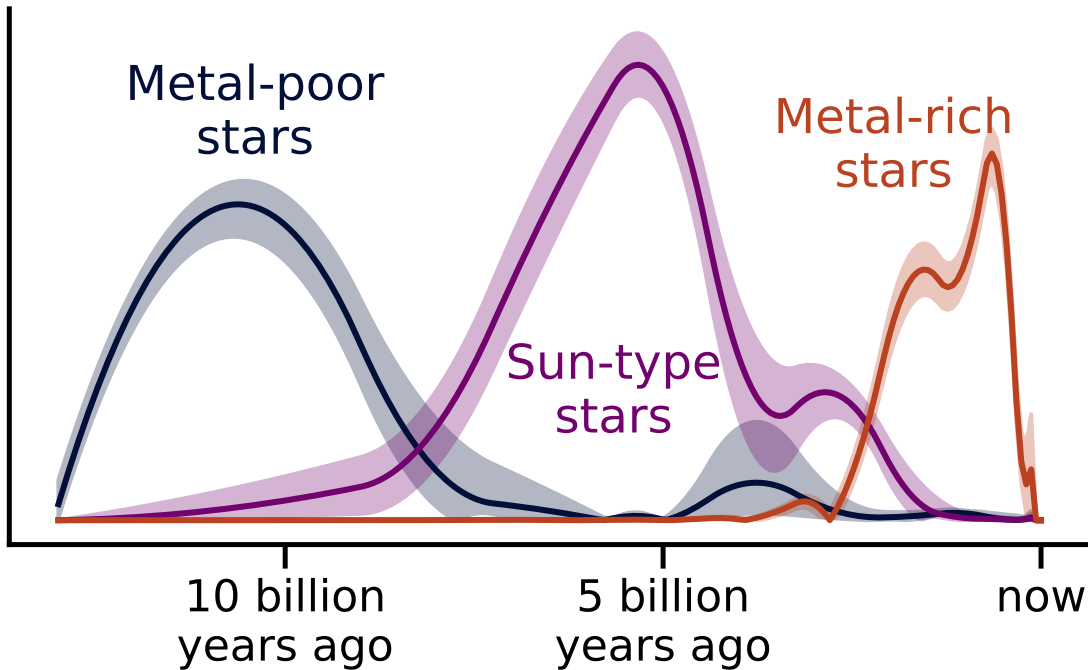 Metal-poor
stars
Metal-rich
stars
Sun-type
stars
10 billion
years ago
5 billion
years ago
now